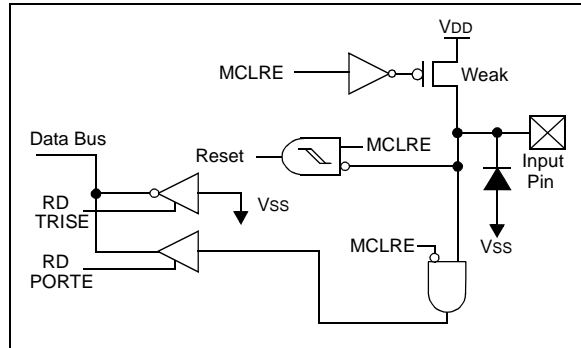 VDD
MCLRE
Weak
Data Bus
Reset
MCLRE
Input
Pin
RD
TRISE
VSS
VSS
MCLRE
RD
PORTE